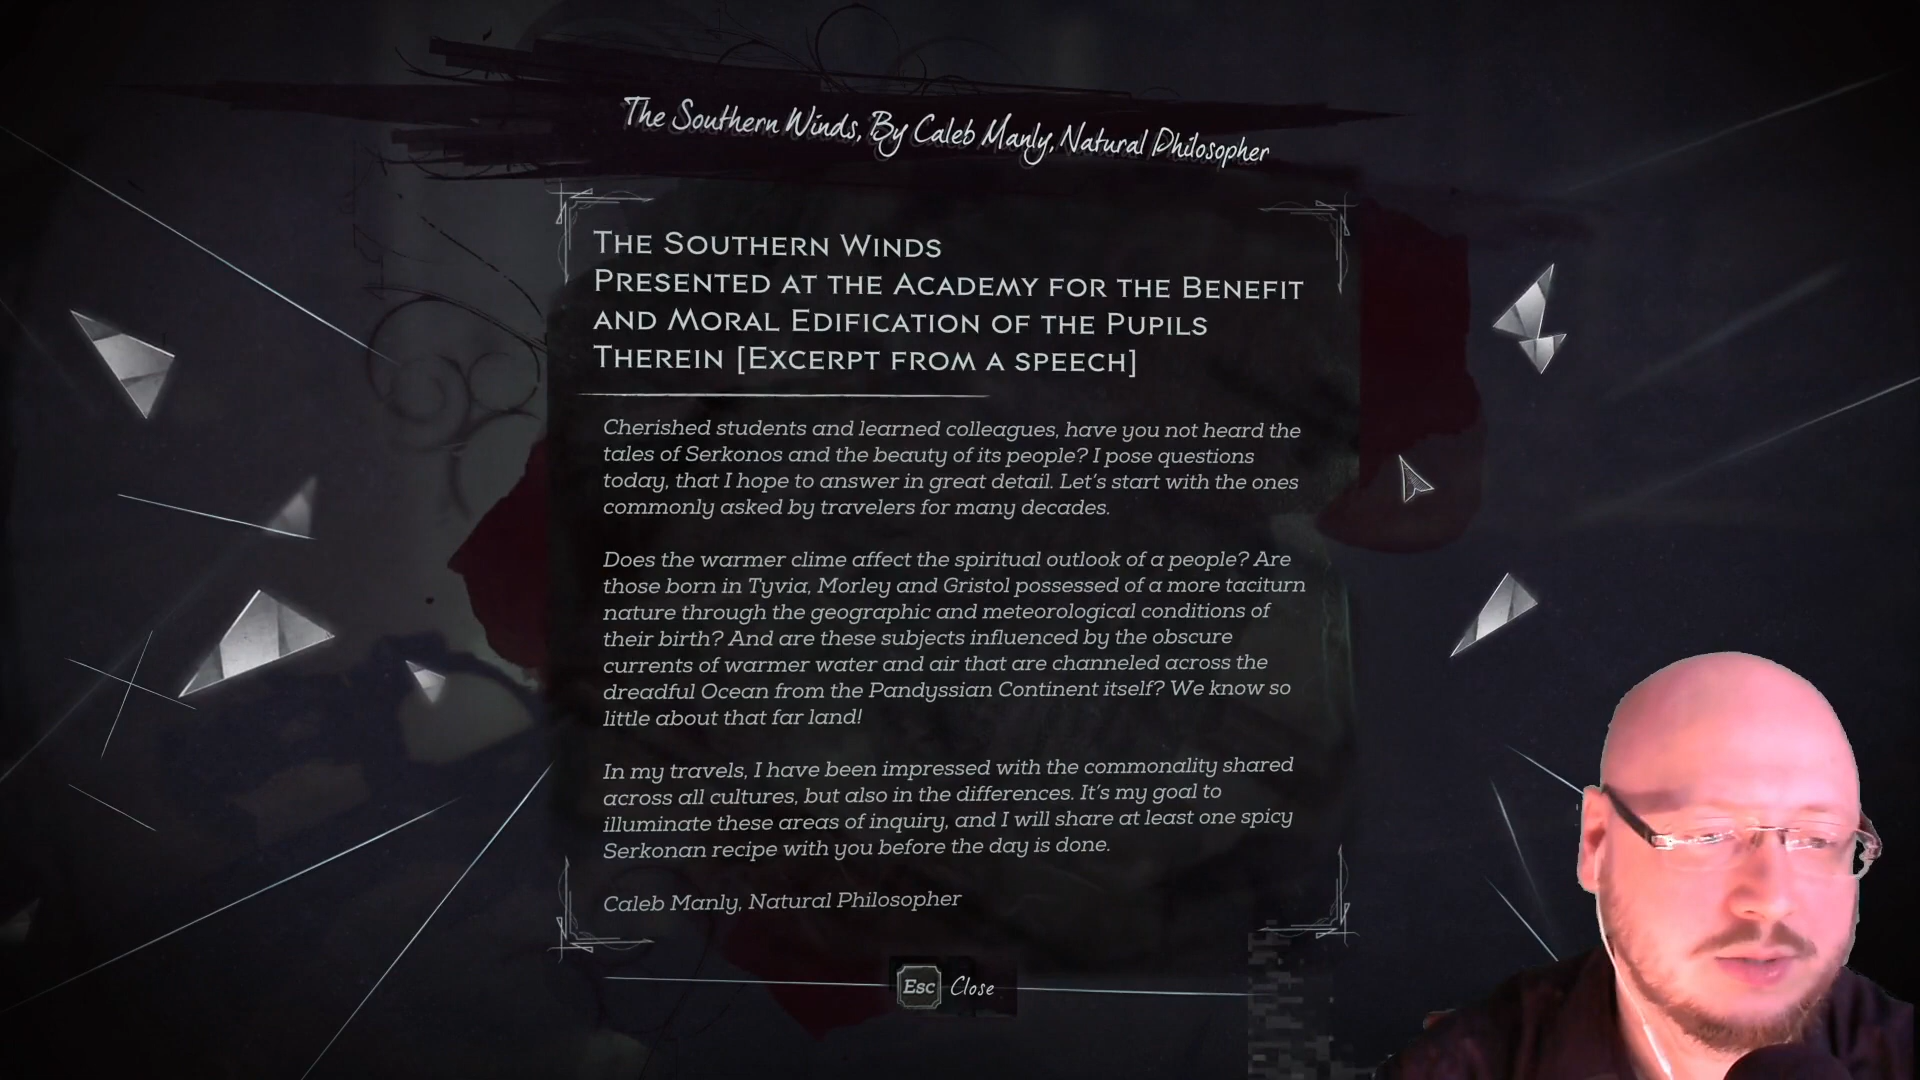 The Southern Winds, By Caleb Manly, Natural Philosopher
The Southern Winds
Presented at the Academy for the Benefit
and Moral Edification of the Pupils
Therein [Excerpt from a speech]
Cherished students and learned colleagues, have you not heard the
tales of Serkonos and the beauty of its people? I pose questions
today, that I hope to answer in great detail. Let's start with the ones
commonly asked by travelers for many decades.
Does the warmer clime affect the spiritual outlook of a people? Are
those born in Tyvia, Morley and Gristol possessed of a more taciturn
nature through the geographic and meteorological conditions of
their birth? And are these subjects influenced by the obscure
currents of warmer water and air that are channeled across the
dreadful Ocean from the Pandyssian Continent itself? We know so
little about that far land!
In my travels, I have been impressed with the commonality shared
across all cultures, but also in the differences. It's my goal to
illuminate these areas of inquiry, and I will share at least one spicy
Serkonan recipe with you before the day is done.
Caleb Manly, Natural Philosopher
Esc Close